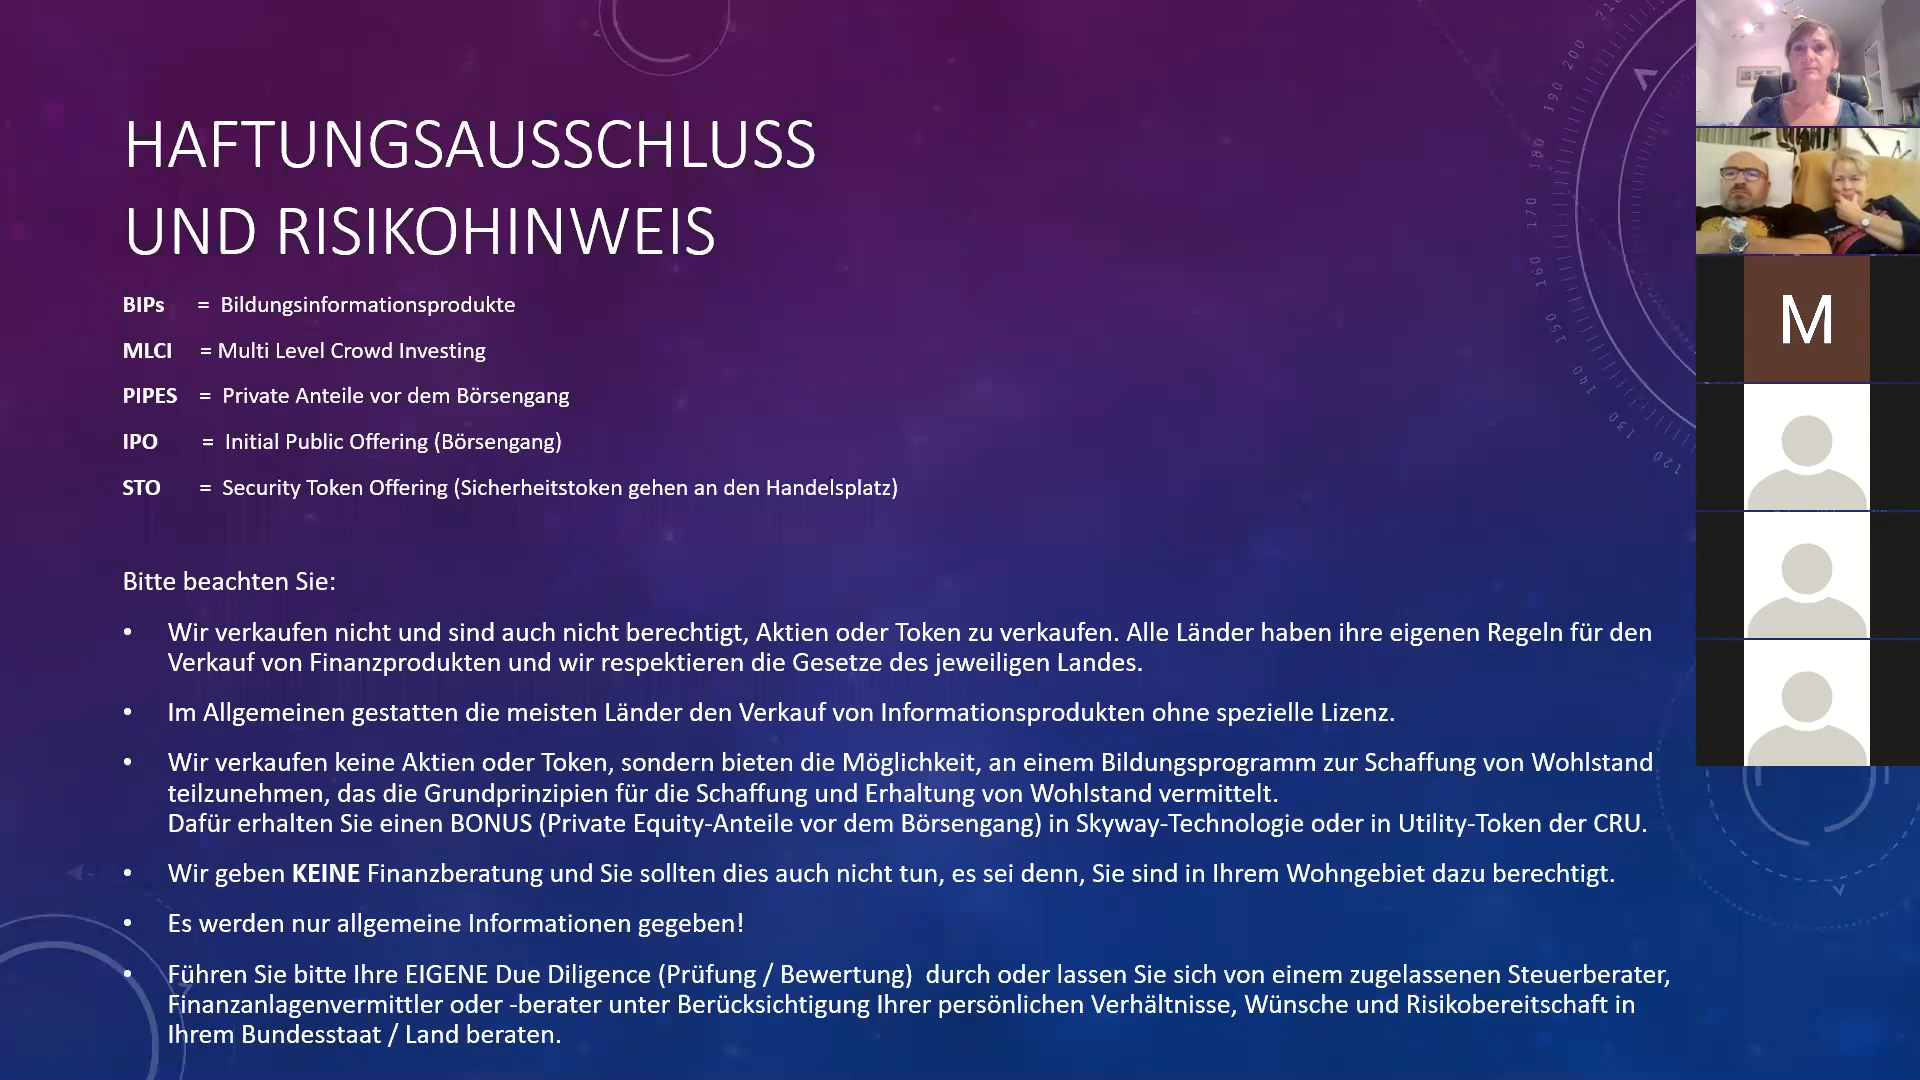 HAFTUNGSAUSSCHLUSS
UND RISIKOHINWEIS
BIPs = Bildungsinformationsprodukte
MLCI = Multi Level Crowd Investing
PIPES = Private Anteile vor dem Börsengang
IPO = Initial Public Offering (Börsengang)
STO = Security Token Offering (Sicherheitstoken gehen an den Handelsplatz)
Bitte beachten Sie:
• Wir verkaufen nicht und sind auch nicht berechtigt, Aktien oder Token zu verkaufen. Alle Länder haben ihre eigenen Regeln für den
Verkauf von Finanzprodukten und wir respektieren die Gesetze des jeweiligen Landes.
• Im Allgemeinen gestatten die meisten Länder den Verkauf von Informationsprodukten ohne spezielle Lizenz.
• Wir verkaufen keine Aktien oder Token, sondern bieten die Möglichkeit, an einem Bildungsprogramm zur Schaffung von Wohlstand
teilzunehmen, das die Grundprinzipien für die Schaffung und Erhaltung von Wohlstand vermittelt.
Dafür erhalten Sie einen BONUS (Private Equity-Anteile vor dem Börsengang) in Skyway-Technologie oder in Utility-Token der CRU.
• Wir geben KEINE Finanzberatung und Sie sollten dies auch nicht tun, es sei denn, Sie sind in Ihrem Wohngebiet dazu berechtigt.
• Es werden nur allgemeine Informationen gegeben!
• Führen Sie bitte Ihre EIGENE Due Diligence (Prüfung / Bewertung) durch oder lassen Sie sich von einem zugelassenen Steuerberater,
Finanzanlagenvermittler oder -berater unter Berücksichtigung Ihrer persönlichen Verhältnisse, Wünsche und Risikobereitschaft in
Ihrem Bundesstaat / Land beraten.
200
190
180
170
160
150
140
130
120
M